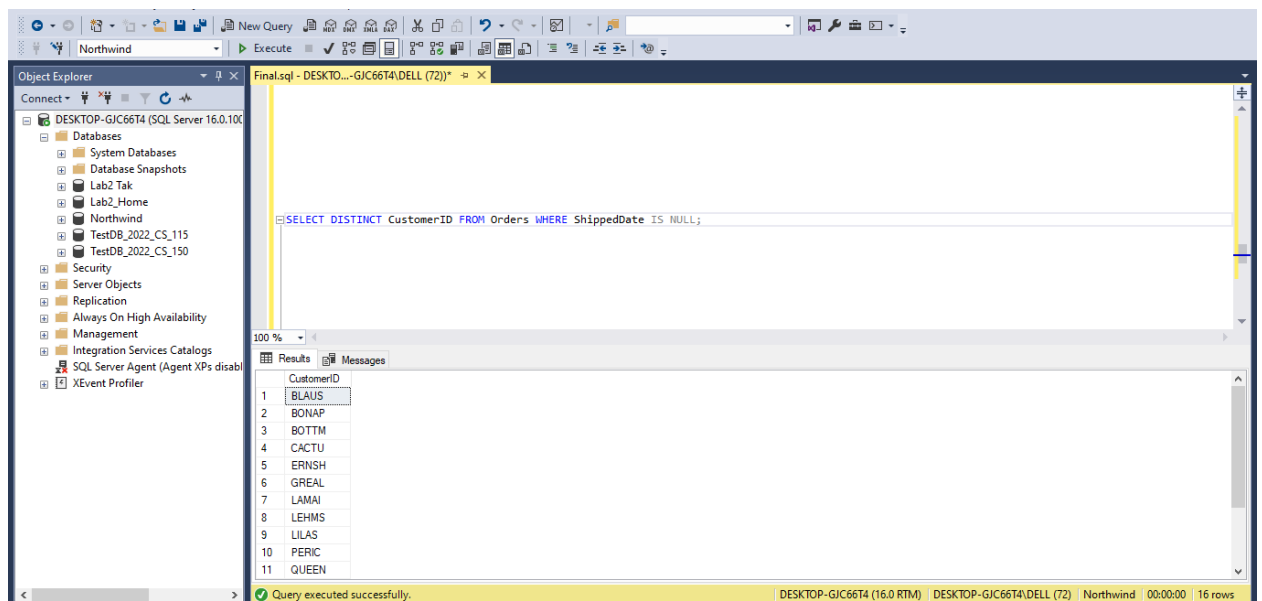 New Query
MDX DMX XMLA DAX
Northwind
Execute
Object Explorer
Final.sql - DESKTO...-GJC66T4\DELL (72))*
Connect
DESKTOP-GJC66T4 (SQL Server 16.0.100
Databases
System Databases
Database Snapshots
Lab2 Tak
Lab2_Home
Northwind
TestDB_2022_CS_115
TestDB_2022_CS_150
Security
Server Objects
Replication
Always On High Availability
Management
Integration Services Catalogs
SQL Server Agent (Agent XPs disabl
XEvent Profiler
SELECT DISTINCT CustomerID FROM Orders WHERE ShippedDate IS NULL;
100 %
Results Messages
CustomerID
1 BLAUS
2 BONAP
3 BOTTM
4 CACTU
5 ERNSH
6 GREAL
7 LAMAI
8 LEHMS
9 LILAS
10 PERIC
11 QUEEN
Query executed successfully.
DESKTOP-GJC66T4 (16.0 RTM) DESKTOP-GJC66T4\DELL (72) Northwind 00:00:00 16 rows